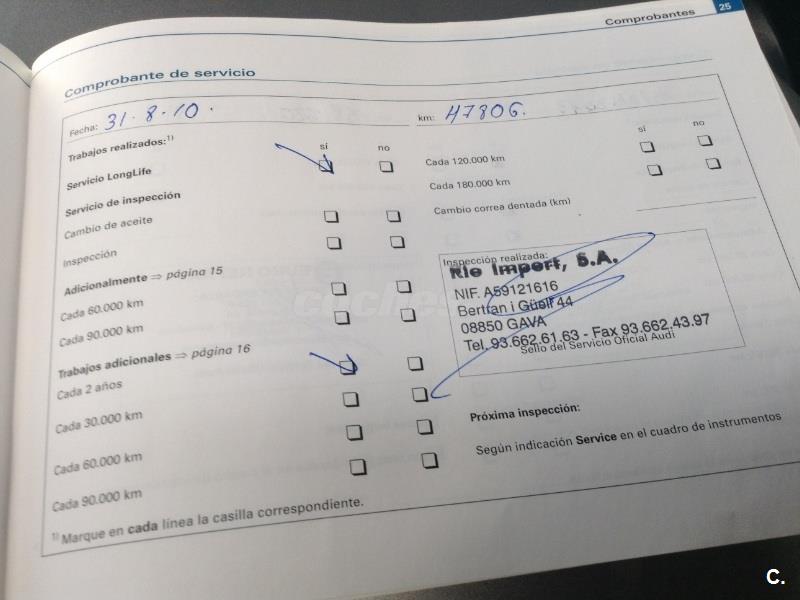 Comprobantes 25
Comprobante de servicio
Fecha: 31.8.10.
km: 47806.
Trabajos realizados:¹⁾ sí no
Servicio LongLife
Servicio de inspección
Cambio de aceite
Inspección
Adicionalmente ⇒ página 15
Cada 60.000 km
Cada 90.000 km
Trabajos adicionales ⇒ página 16
Cada 2 años
Cada 30.000 km
Cada 60.000 km
Cada 90.000 km
¹⁾ Marque en cada línea la casilla correspondiente.
sí no
Cada 120.000 km
Cada 180.000 km
Cambio correa dentada (km)
Inspección realizada:
Rio Import, S.A.
NIF. A59121616
Bertran i Güell 44
08850 GAVA
Tel. 93.662.61.63 - Fax 93.662.43.97
Sello del Servicio Oficial Audi
Próxima inspección:
Según indicación Service en el cuadro de instrumentos
coches
C.